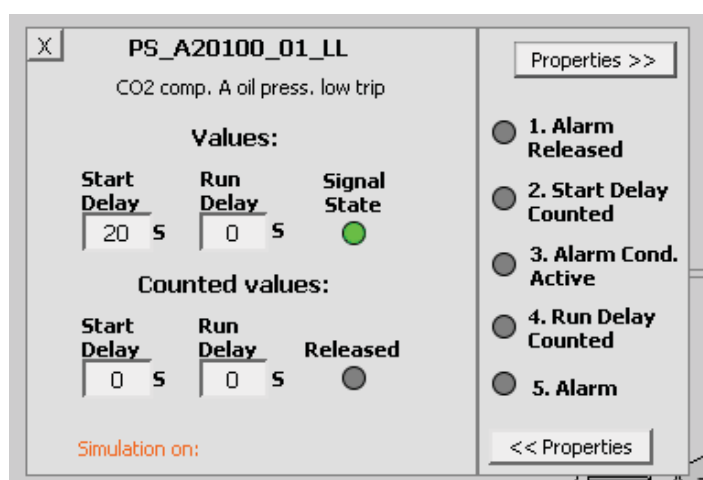 X
PS_A20100_01_LL
CO2 comp. A oil press. low trip
Values:
Start Delay
Run Delay
Signal State
20 S
0 S
Counted values:
Start Delay
Run Delay
Released
0 S
0 S
Simulation on:
Properties >>
1. Alarm
Released
2. Start Delay
Counted
3. Alarm Cond.
Active
4. Run Delay
Counted
5. Alarm
<< Properties